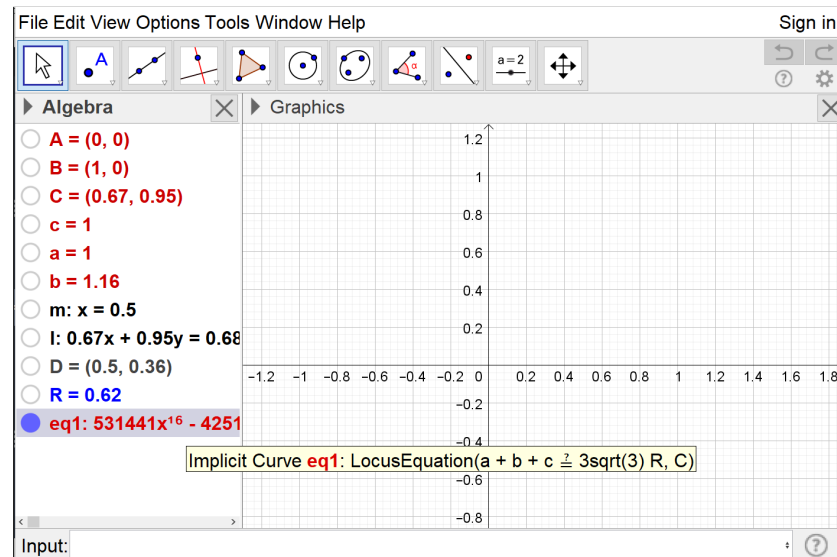 File Edit View Options Tools Window Help Sign in
A α a=2
Algebra Graphics
A = (0, 0)
B = (1, 0)
C = (0.67, 0.95)
c = 1
a = 1
b = 1.16
m: x = 0.5
l: 0.67x + 0.95y = 0.68
D = (0.5, 0.36)
R = 0.62
eq1: 531441x¹⁶ - 4251
Implicit Curve eq1: LocusEquation(a + b + c ≟ 3sqrt(3) R, C)
1.2
1
0.8
0.6
0.4
0.2
−1.2 −1 −0.8 −0.6 −0.4 −0.2 0 0.2 0.4 0.6 0.8 1 1.2 1.4 1.6 1.8
−0.2
−0.4
−0.6
−0.8
Input: